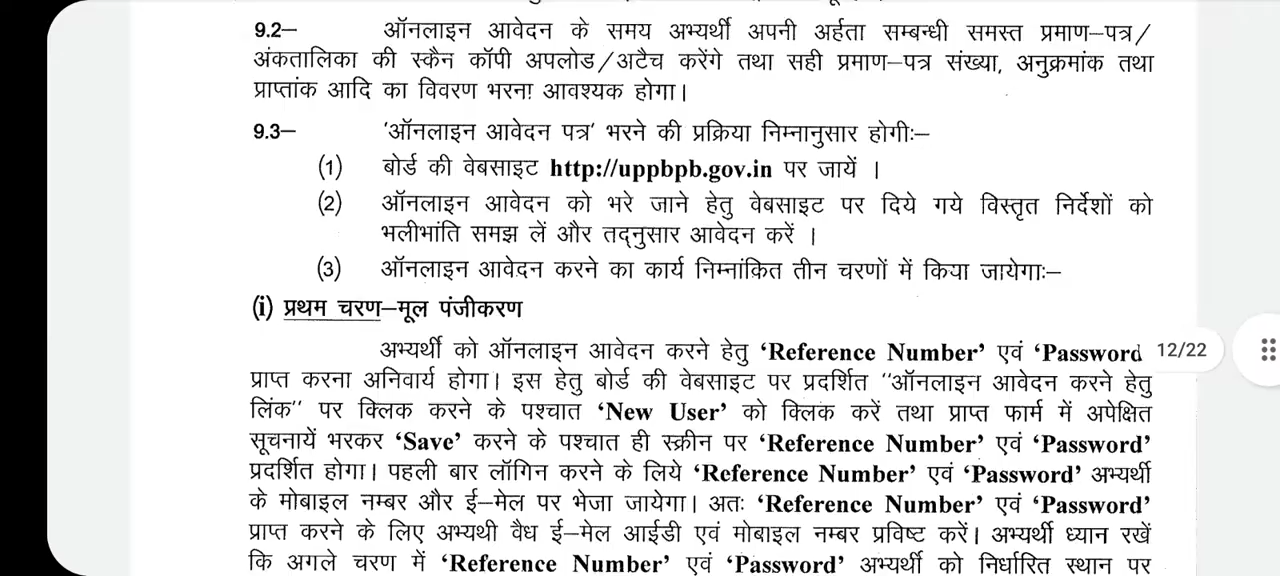 9.2– ऑनलाइन आवेदन के समय अभ्यर्थी अपनी अर्हता सम्बन्धी समस्त प्रमाण–पत्र/
अंकतालिका की स्कैन कॉपी अपलोड/अटैच करेंगे तथा सही प्रमाण–पत्र संख्या, अनुक्रमांक तथा
प्राप्तांक आदि का विवरण भरना आवश्यक होगा।
9.3– 'ऑनलाइन आवेदन पत्र' भरने की प्रक्रिया निम्नानुसार होगीः–
(1) बोर्ड की वेबसाइट http://uppbpb.gov.in पर जायें ।
(2) ऑनलाइन आवेदन को भरे जाने हेतु वेबसाइट पर दिये गये विस्तृत निर्देशों को
भलीभांति समझ लें और तद्नुसार आवेदन करें ।
(3) ऑनलाइन आवेदन करने का कार्य निम्नांकित तीन चरणों में किया जायेगाः–
(i) प्रथम चरण–मूल पंजीकरण
अभ्यर्थी को ऑनलाइन आवेदन करने हेतु ‘Reference Number’ एवं ‘Password
12/22
प्राप्त करना अनिवार्य होगा। इस हेतु बोर्ड की वेबसाइट पर प्रदर्शित ‘‘ऑनलाइन आवेदन करने हेतु
लिंक’’ पर क्लिक करने के पश्चात ‘New User’ को क्लिक करें तथा प्राप्त फार्म में अपेक्षित
सूचनायें भरकर ‘Save’ करने के पश्चात ही स्क्रीन पर ‘Reference Number’ एवं ‘Password’
प्रदर्शित होगा। पहली बार लॉगिन करने के लिये ‘Reference Number’ एवं ‘Password’ अभ्यर्थी
के मोबाइल नम्बर और ई–मेल पर भेजा जायेगा। अतः ‘Reference Number’ एवं ‘Password’
प्राप्त करने के लिए अभ्यथी वैध ई–मेल आईडी एवं मोबाइल नम्बर प्रविष्ट करें। अभ्यर्थी ध्यान रखें
कि अगले चरण में ‘Reference Number’ एवं ‘Password’ अभ्यर्थी को निर्धारित स्थान पर